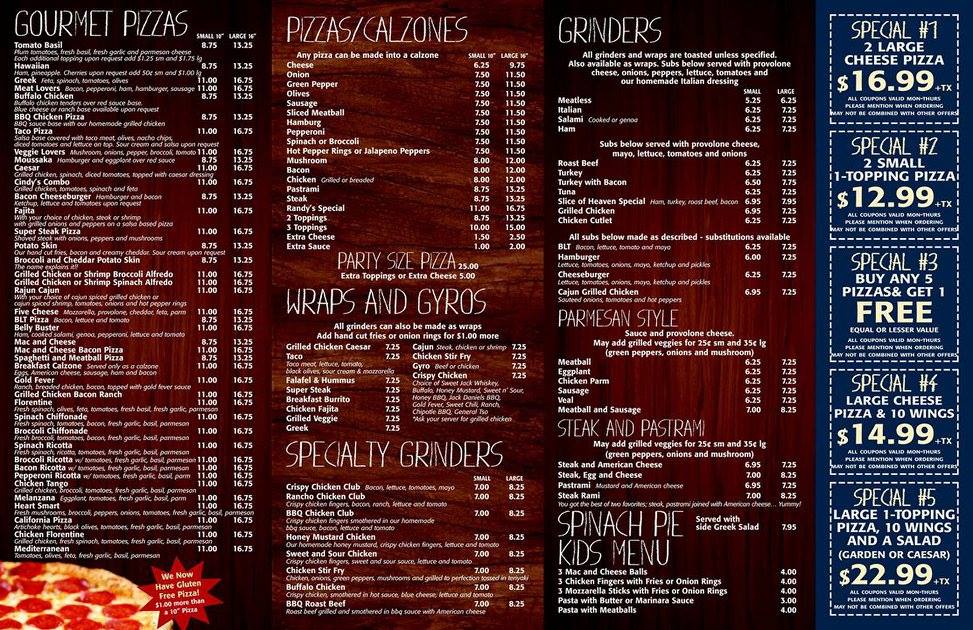 GOURMET PIZZAS SMALL 10" LARGE 16"
Tomato Basil 8.75 13.25
Plum tomatoes, fresh basil, fresh garlic and parmesan cheese
Each additional topping upon request add $1.25 sm and $1.75 lg
Hawaiian 8.75 13.25
Ham, pineapple. Cherries upon request add 50¢ sm and $1.00 lg
Greek Feta, spinach, tomatoes, olives 11.00 16.75
Meat Lovers Bacon, pepperoni, ham, hamburger, sausage 11.00 16.75
Buffalo Chicken 8.75 13.25
Buffalo chicken tenders over red sauce base.
Blue cheese or ranch base available upon request
BBQ Chicken Pizza 8.75 13.25
BBQ sauce base with our homemade grilled chicken
Taco Pizza 11.00 16.75
Salsa base covered with taco meat, olives, nacho chips,
diced tomatoes and lettuce on top. Sour cream and salsa upon request
Veggie Lovers Mushroom, onions, pepper, broccoli, tomato 11.00 16.75
Moussaka Hamburger and eggplant over red sauce 8.75 13.25
Caesar 11.00 16.75
Grilled chicken, spinach, diced tomatoes, topped with caesar dressing
Cindy's Combo 11.00 16.75
Grilled chicken, tomatoes, spinach and feta
Bacon Cheeseburger Hamburger and bacon 8.75 13.25
Ketchup, lettuce and tomatoes upon request
Fajita 11.00 16.75
With your choice of chicken, steak or shrimp
with grilled onions and peppers on a salsa based pizza
Super Steak Pizza 11.00 16.75
Shaved steak with onions, peppers and mushrooms
Potato Skin 8.75 13.25
Our hand cut fries, bacon and creamy cheddar. Sour cream upon request
Broccoli and Cheddar Potato Skin 8.75 13.25
The name explains it!!
Grilled Chicken or Shrimp Broccoli Alfredo 11.00 16.75
Grilled Chicken or Shrimp Spinach Alfredo 11.00 16.75
Rajun Cajun 11.00 16.75
With your choice of cajun spiced grilled chicken or
cajun spiced shrimp, tomatoes, onions and hot pepper rings
Five Cheese Mozzarella, provolone, cheddar, feta, parm 11.00 16.75
BLT Pizza Bacon, lettuce and tomato 8.75 13.25
Belly Buster 11.00 16.75
Ham, cooked salami, genoa, pepperoni, lettuce and tomato
Mac and Cheese 8.75 13.25
Mac and Cheese Bacon Pizza 11.00 16.75
Spaghetti and Meatball Pizza 8.75 13.25
Breakfast Calzone Served only as a calzone 11.00 16.75
Eggs, American cheese, sausage, ham and bacon
Gold Fever 11.00 16.75
Ranch, breaded chicken, bacon, topped with gold fever sauce
Grilled Chicken Bacon Ranch 11.00 16.75
Florentine 11.00 16.75
Fresh spinach, olives, feta, tomatoes, fresh basil, fresh garlic, parmesan
Spinach Chiffonade 11.00 16.75
Fresh spinach, tomatoes, bacon, fresh garlic, basil, parmesan
Broccoli Chiffonade 11.00 16.75
Fresh broccoli, tomatoes, bacon, fresh garlic, basil, parmesan
Spinach Ricotta 11.00 16.75
Fresh spinach, ricotta, tomatoes, fresh garlic, basil, parmesan
Broccoli Ricotta w/ tomatoes, fresh garlic, basil, parmesan 11.00 16.75
Bacon Ricotta w/ tomatoes, fresh garlic, basil, parmesan 11.00 16.75
Pepperoni Ricotta w/ tomatoes, fresh garlic, basil, parm 11.00 16.75
Chicken Tango 11.00 16.75
Grilled chicken, broccoli, tomatoes, fresh garlic, basil, parmesan
Melanzana Eggplant, tomatoes, fresh garlic, basil, parm 11.00 16.75
Heart Smart 11.00 16.75
Fresh mushrooms, broccoli, peppers, onions, tomatoes, fresh garlic, basil, parmesan
California Pizza 11.00 16.75
Artichoke hearts, black olives, tomatoes, fresh garlic, basil, parmesan
Chicken Florentine 11.00 16.75
Grilled chicken, fresh spinach, tomatoes, fresh garlic, basil, parmesan
Mediterranean 11.00 16.75
Tomatoes, olives, feta, fresh garlic, basil, parmesan
We Now
Have Gluten
Free Pizza!
$1.00 more than
a 10" Pizza
PIZZAS/CALZONES
Any pizza can be made into a calzone SMALL 10" LARGE 16"
Cheese 6.25 9.75
Onion 7.50 11.50
Green Pepper 7.50 11.50
Olives 7.50 11.50
Sausage 7.50 11.50
Sliced Meatball 7.50 11.50
Hamburg 7.50 11.50
Pepperoni 7.50 11.50
Spinach or Broccoli 7.50 11.50
Hot Pepper Rings or Jalapeno Peppers 7.50 11.50
Mushroom 8.00 12.00
Bacon 8.00 12.00
Chicken Grilled or breaded 8.00 12.00
Pastrami 8.75 13.25
Steak 8.75 13.25
Randy's Special 11.00 16.75
2 Toppings 8.75 13.25
3 Toppings 10.00 15.00
Extra Cheese 1.50 2.50
Extra Sauce 1.00 2.00
PARTY SIZE PIZZA 25.00
Extra Toppings or Extra Cheese 5.00
WRAPS AND GYROS
All grinders can also be made as wraps
Add hand cut fries or onion rings for $1.00 more
Grilled Chicken Caesar 7.25
Taco 7.25
Taco meat, lettuce, tomato,
black olives, sour cream & mozzarella
Falafel & Hummus 7.25
Super Steak 7.25
Breakfast Burrito 7.25
Chicken Fajita 7.25
Grilled Veggie 7.25
Greek 7.25
Cajun Steak, chicken or shrimp 7.25
Chicken Stir Fry 7.25
Gyro Beef or chicken 7.25
Crispy Chicken 7.25
Choice of Sweet Jack Whiskey,
Buffalo, Honey Mustard, Sweet n' Sour,
Honey BBQ, Jack Daniels BBQ,
Gold Fever, Sweet Chili, Ranch,
Chipotle BBQ, General Tso
*Ask your server for grilled chicken
SPECIALTY GRINDERS
SMALL LARGE
Crispy Chicken Club Bacon, lettuce, tomatoes, mayo 7.00 8.25
Rancho Chicken Club 7.00 8.25
Crispy chicken fingers, bacon, ranch, lettuce and tomato
BBQ Chicken Club 7.00 8.25
Crispy chicken fingers smothered in our homemade
bbq sauce, bacon, lettuce and tomato
Honey Mustard Chicken 7.00 8.25
Our homemade honey mustard, crispy chicken fingers, lettuce and tomato
Sweet and Sour Chicken 7.00 8.25
Crispy chicken fingers, sweet and sour sauce, lettuce and tomato
Chicken Stir Fry 7.00 8.25
Chicken, onions, green peppers, mushrooms and grilled to perfection tossed in teriyaki
Buffalo Chicken 7.00 8.25
Crispy chicken, smothered in hot sauce, blue cheese, lettuce and tomato
BBQ Roast Beef 7.00 8.25
Roast beef grilled and smothered in bbq sauce with American cheese
GRINDERS
All grinders and wraps are toasted unless specified.
Also available as wraps. Subs below served with provolone
cheese, onions, peppers, lettuce, tomatoes and
our homemade Italian dressing
SMALL LARGE
Meatless 5.25 6.25
Italian 6.25 7.25
Salami Cooked or genoa 6.25 7.25
Ham 6.25 7.25
Subs below served with provolone cheese,
mayo, lettuce, tomatoes and onions
Roast Beef 6.25 7.25
Turkey 6.25 7.25
Turkey with Bacon 6.50 7.75
Tuna 6.25 7.25
Slice of Heaven Special Ham, turkey, roast beef, bacon 6.95 7.95
Grilled Chicken 6.25 7.25
Chicken Cutlet 6.25 7.25
All subs below made as described - substitutions available
BLT Bacon, lettuce, tomato and mayo 6.25 7.25
Hamburger 6.00 7.25
Lettuce, tomatoes, onions, mayo, ketchup and pickles
Cheeseburger 6.25 7.25
Lettuce, tomatoes, onions, mayo, ketchup and pickles
Cajun Grilled Chicken 6.95 7.25
Sauteed onions, tomatoes and hot peppers
PARMESAN STYLE
Sauce and provolone cheese.
May add grilled veggies for 25¢ sm and 35¢ lg
(green peppers, onions and mushroom)
Meatball 6.25 7.25
Eggplant 6.25 7.25
Chicken Parm 6.25 7.25
Sausage 6.25 7.25
Veal 6.25 7.25
Meatball and Sausage 7.00 8.25
STEAK AND PASTRAMI
May add grilled veggies for 25¢ sm and 35¢ lg
(green peppers, onions and mushroom)
Steak and American Cheese 6.95 7.25
Steak, Egg and Cheese 7.00 8.25
Pastrami Mustard and American cheese 6.95 7.25
Steak Rami 7.00 8.25
You got the best of two favorites; steak, pastrami joined with American cheese.... Yummm!
SPINACH PIE Served with
side Greek Salad 7.95
KIDS MENU
3 Mac and Cheese Balls 4.00
3 Chicken Fingers with Fries or Onion Rings 4.00
3 Mozzarella Sticks with Fries or Onion Rings 4.00
Pasta with Butter or Marinara Sauce 3.00
Pasta with Meatballs 4.00
SPECIAL #1
2 LARGE
CHEESE PIZZA
$16.99+TX
ALL COUPONS VALID MON-THURS
PLEASE MENTION WHEN ORDERING
MAY NOT BE COMBINED WITH OTHER OFFERS
SPECIAL #2
2 SMALL
1-TOPPING PIZZA
$12.99+TX
ALL COUPONS VALID MON-THURS
PLEASE MENTION WHEN ORDERING
MAY NOT BE COMBINED WITH OTHER OFFERS
SPECIAL #3
BUY ANY 5
PIZZAS& GET 1
FREE
EQUAL OR LESSER VALUE
ALL COUPONS VALID MON-THURS
PLEASE MENTION WHEN ORDERING
MAY NOT BE COMBINED WITH OTHER OFFERS
SPECIAL #4
LARGE CHEESE
PIZZA & 10 WINGS
$14.99+TX
ALL COUPONS VALID MON-THURS
PLEASE MENTION WHEN ORDERING
MAY NOT BE COMBINED WITH OTHER OFFERS
SPECIAL #5
LARGE 1-TOPPING
PIZZA, 10 WINGS
AND A SALAD
(GARDEN OR CAESAR)
$22.99+TX
ALL COUPONS VALID MON-THURS
PLEASE MENTION WHEN ORDERING
MAY NOT BE COMBINED WITH OTHER OFFERS